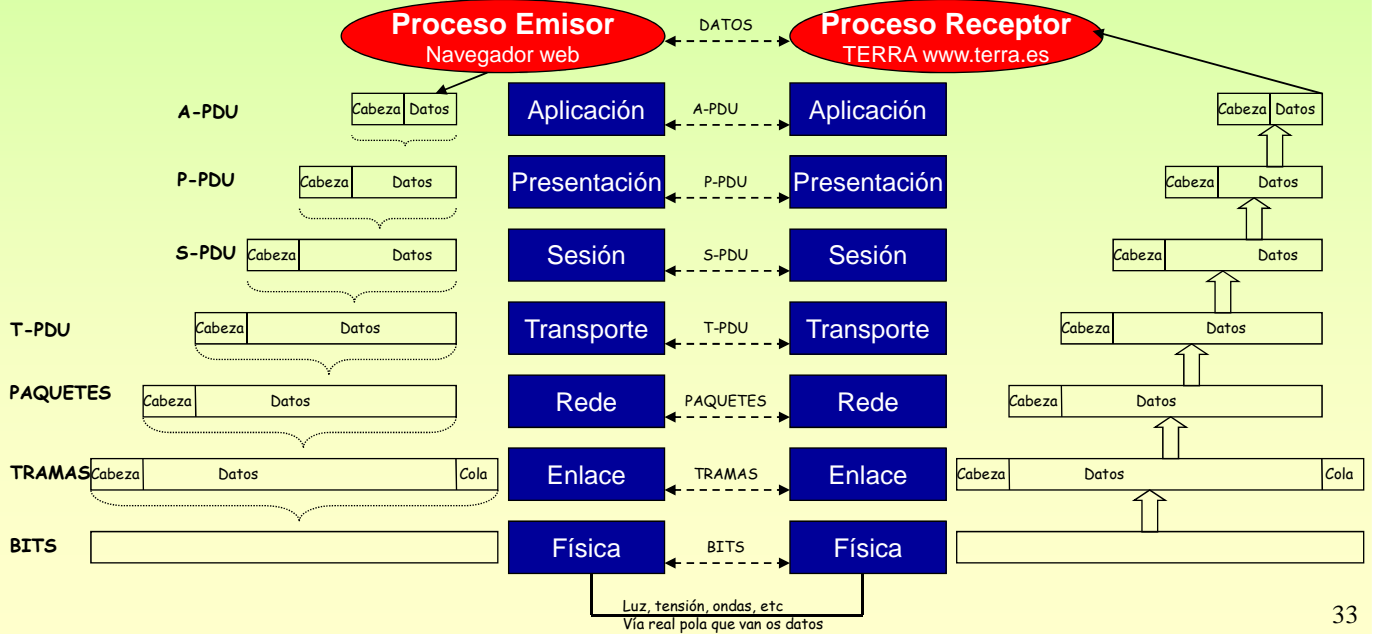 Proceso Emisor
Navegador web
DATOS
Proceso Receptor
TERRA www.terra.es
A-PDU
Cabeza Datos
Aplicación
A-PDU
Aplicación
Cabeza Datos
P-PDU
Cabeza Datos
Presentación
P-PDU
Presentación
Cabeza Datos
S-PDU
Cabeza Datos
Sesión
S-PDU
Sesión
Cabeza Datos
T-PDU
Cabeza Datos
Transporte
T-PDU
Transporte
Cabeza Datos
PAQUETES
Cabeza Datos
Rede
PAQUETES
Rede
Cabeza Datos
TRAMAS
Cabeza Datos Cola
Enlace
TRAMAS
Enlace
Cabeza Datos Cola
BITS
Física
BITS
Física
Luz, tensión, ondas, etc
Vía real pola que van os datos
33